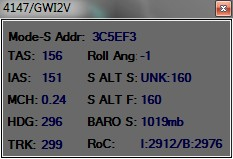 4147/GWI2V
Mode-S Addr: 3C5EF3
TAS: 156 Roll Ang: -1
IAS: 151 S ALT S: UNK:160
MCH: 0.24 S ALT F: 160
HDG: 296 BARO S: 1019mb
TRK: 299 RoC: I:2912/B:2976